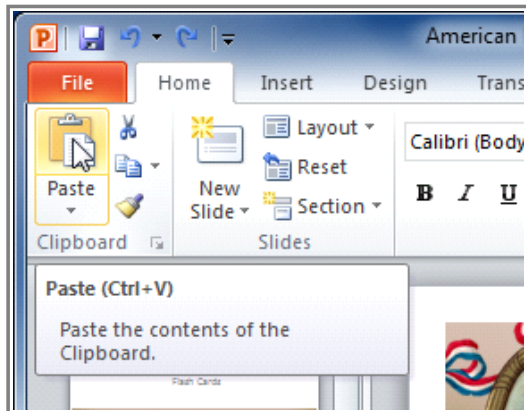 American
File Home Insert Design Trans
Layout
Calibri (Body
Paste
New
Slide
Reset
Section
B I U
Clipboard
Slides
Paste (Ctrl+V)
Paste the contents of the
Clipboard.
Flash Cards